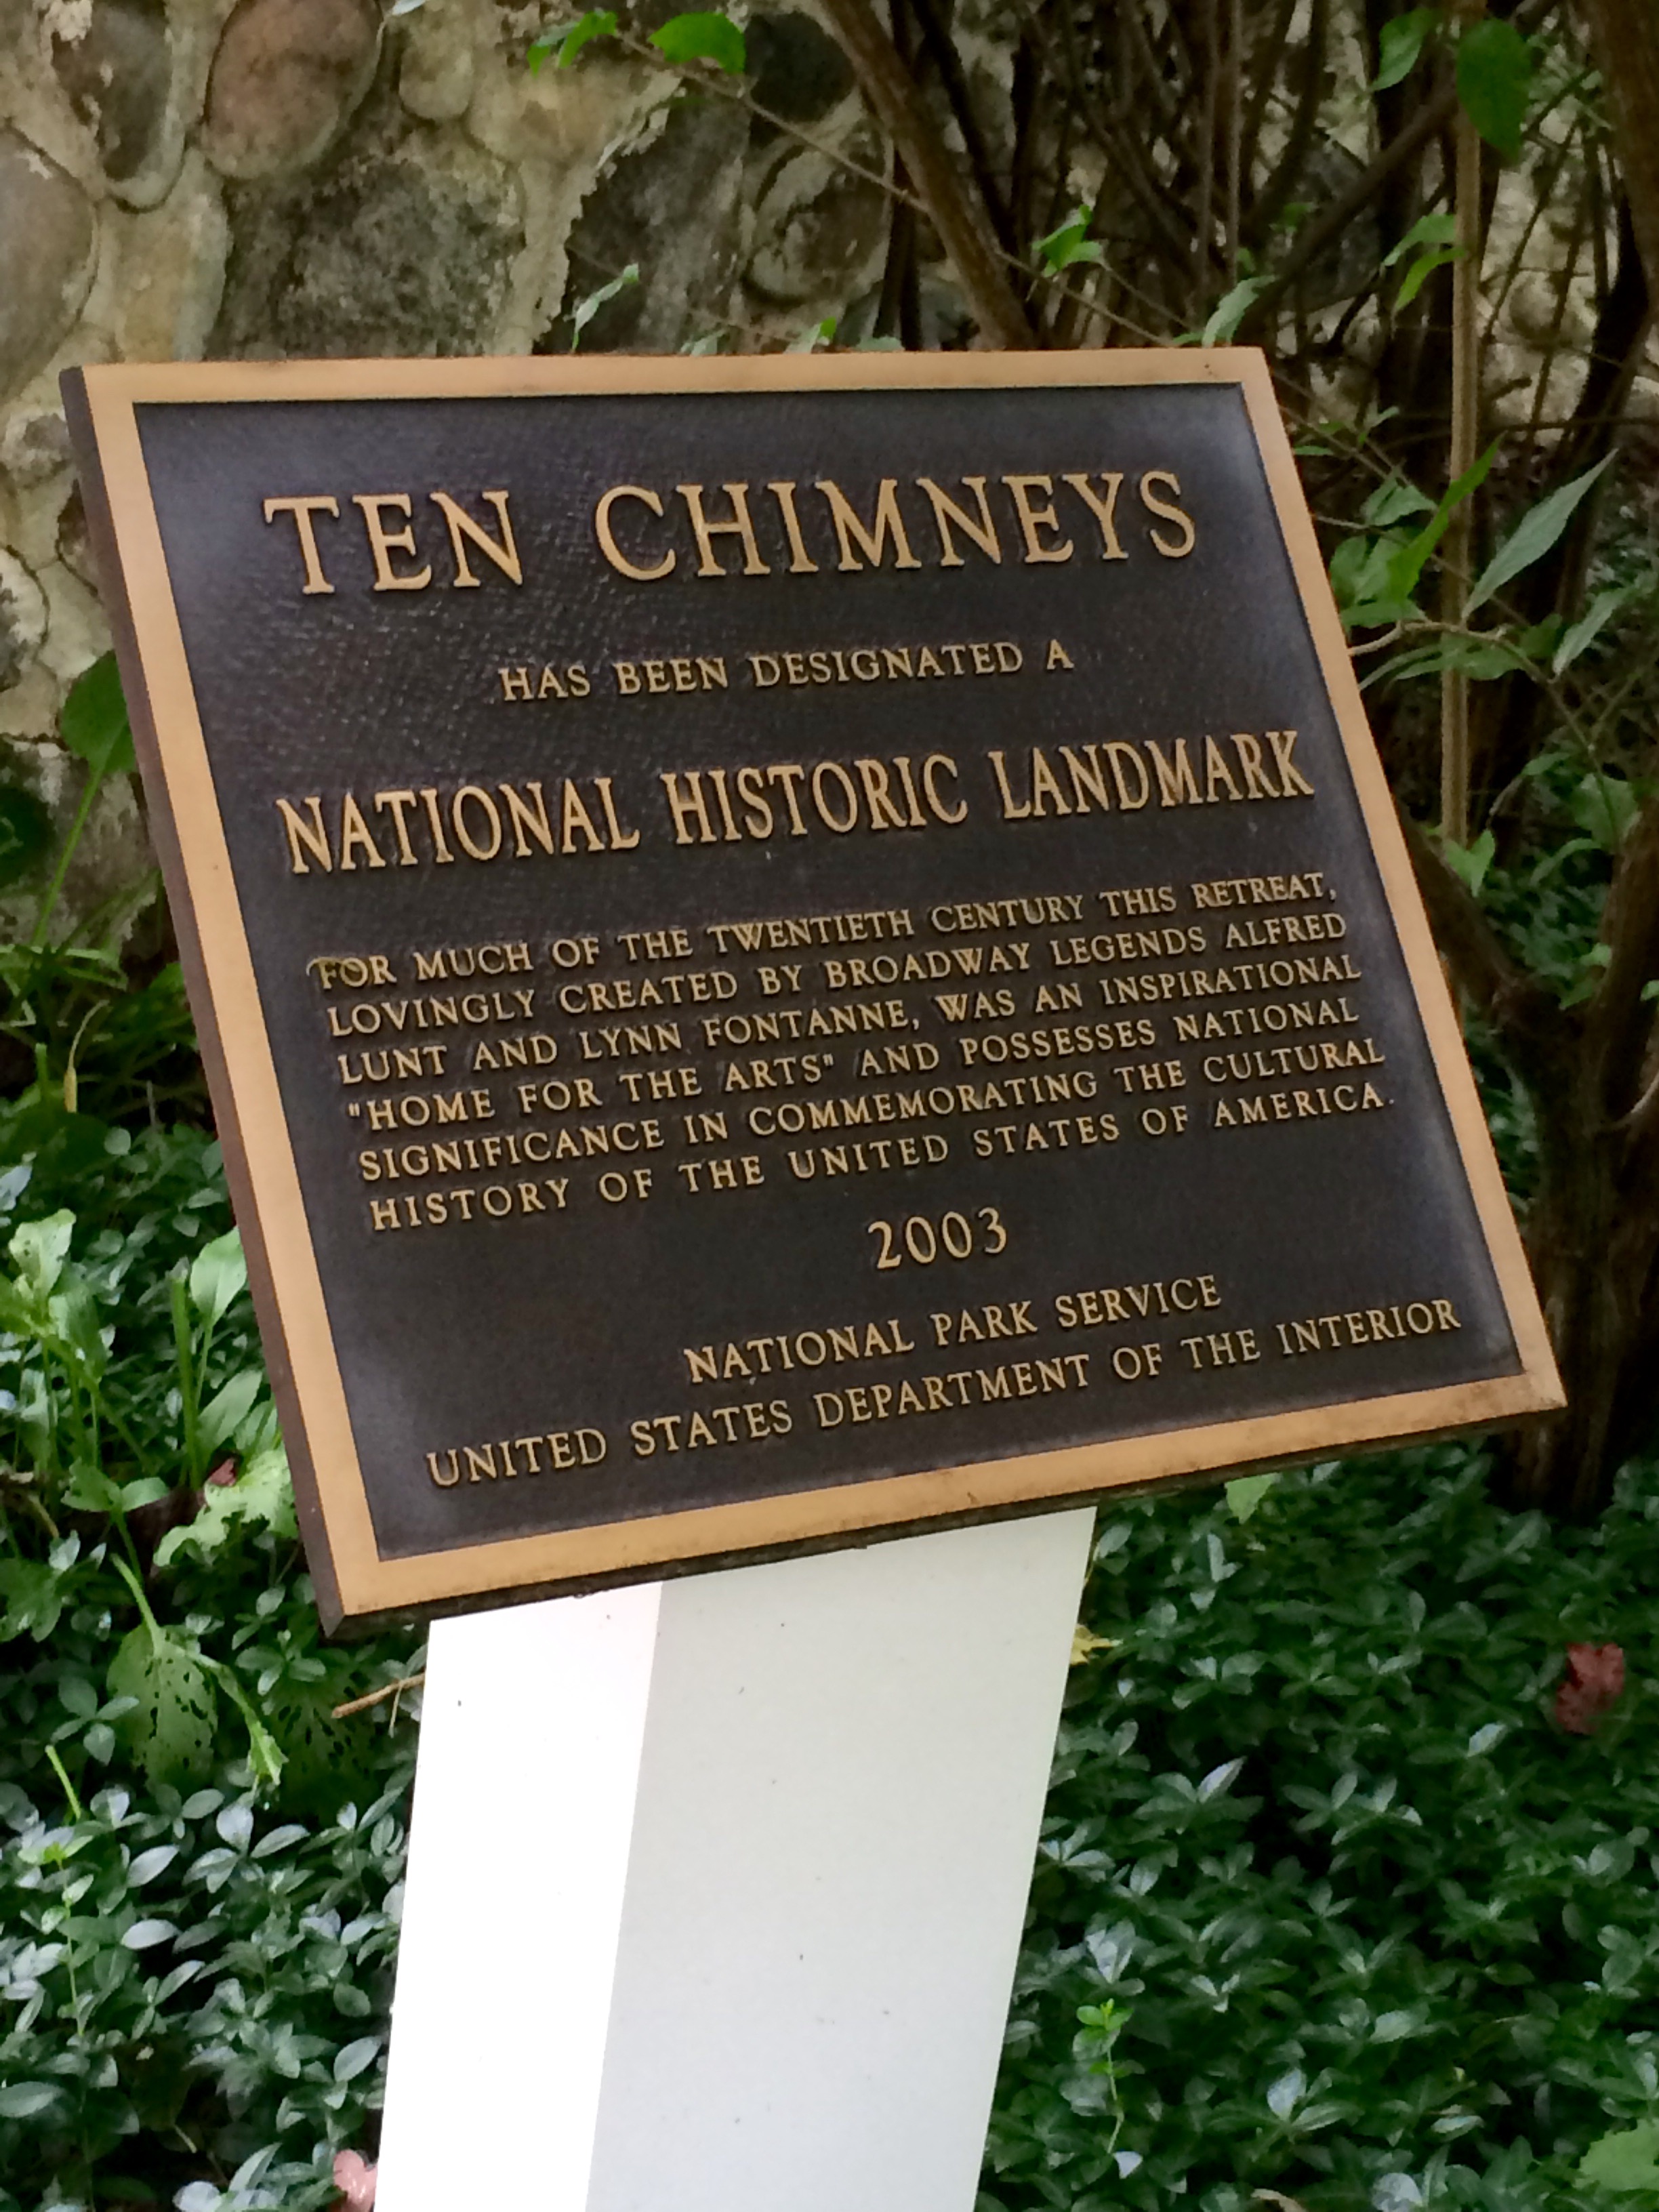 TEN CHIMNEYS
HAS BEEN DESIGNATED A
NATIONAL HISTORIC LANDMARK
FOR MUCH OF THE TWENTIETH CENTURY THIS RETREAT,
LOVINGLY CREATED BY BROADWAY LEGENDS ALFRED
LUNT AND LYNN FONTANNE, WAS AN INSPIRATIONAL
"HOME FOR THE ARTS" AND POSSESSES NATIONAL
SIGNIFICANCE IN COMMEMORATING THE CULTURAL
HISTORY OF THE UNITED STATES OF AMERICA.
2003
NATIONAL PARK SERVICE
UNITED STATES DEPARTMENT OF THE INTERIOR